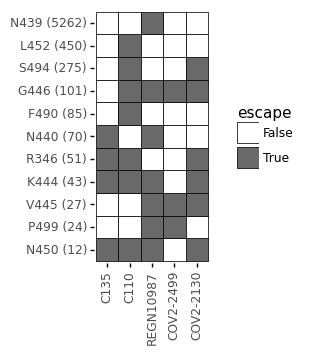 N439 (5262)
L452 (450)
S494 (275)
G446 (101)
F490 (85)
N440 (70)
R346 (51)
K444 (43)
V445 (27)
P499 (24)
N450 (12)
escape
False
True
C135
C110
REGN10987
COV2-2499
COV2-2130